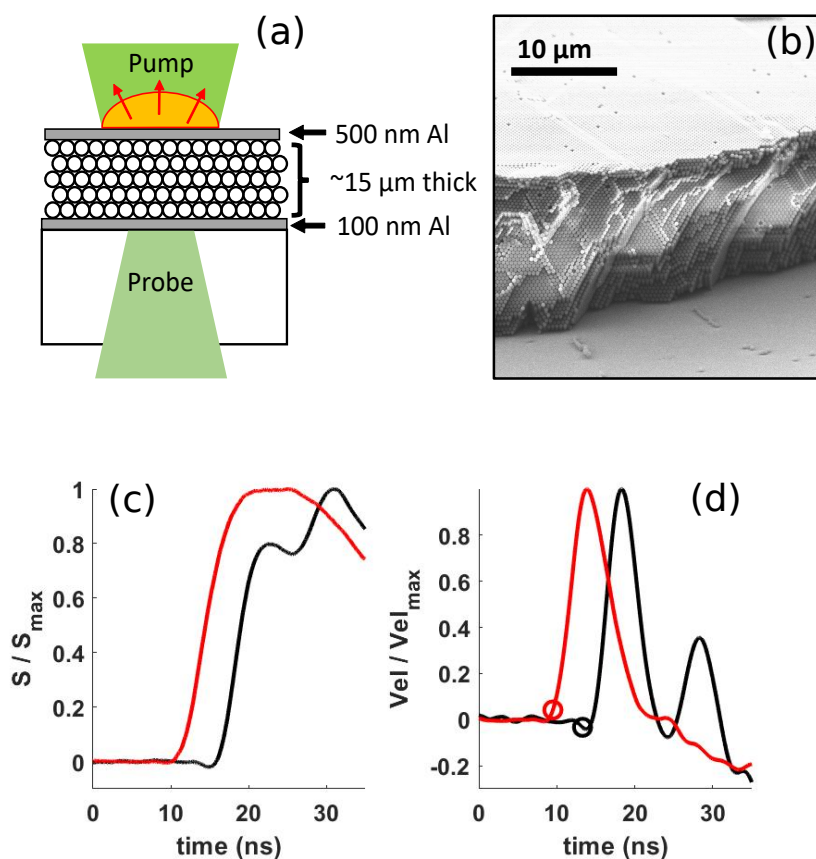 (a)
Pump
500 nm Al
~15 μm thick
100 nm Al
Probe
(b)
10 μm
(c)
S / Smax
1
0.8
0.6
0.4
0.2
0
0 10 20 30
time (ns)
(d)
Vel / Velmax
0.8
0.6
0.4
0.2
0
-0.2
0 10 20 30
time (ns)